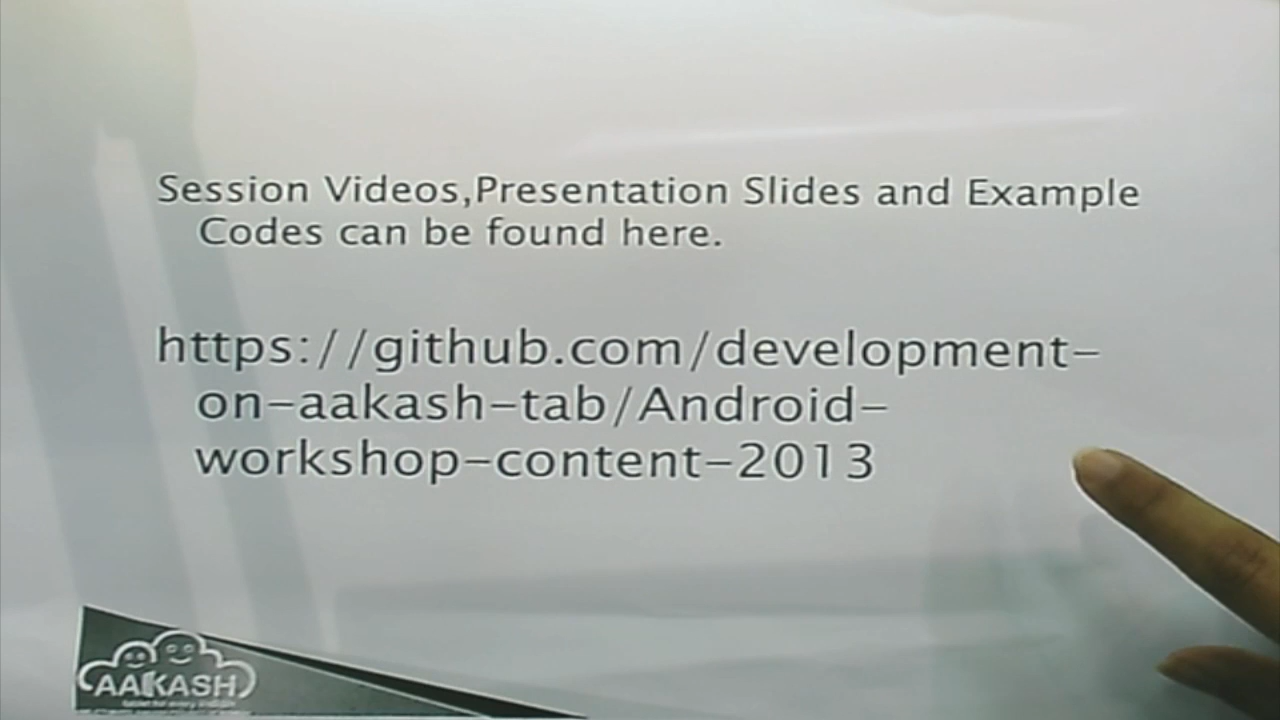 Session Videos,Presentation Slides and Example
Codes can be found here.
https://github.com/development-
on-aakash-tab/Android-
workshop-content-2013
AAKASH